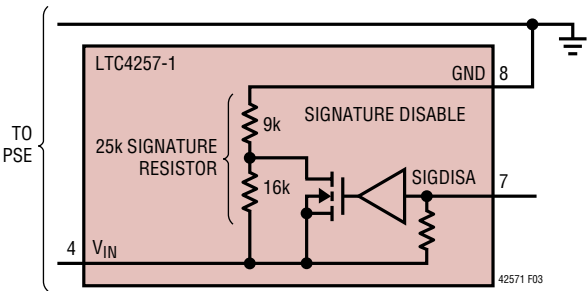 LTC4257-1
GND 8
SIGNATURE DISABLE
9k
TO
PSE
25k SIGNATURE
RESISTOR
16k
SIGDISA
7
4 VIN
42571 F03